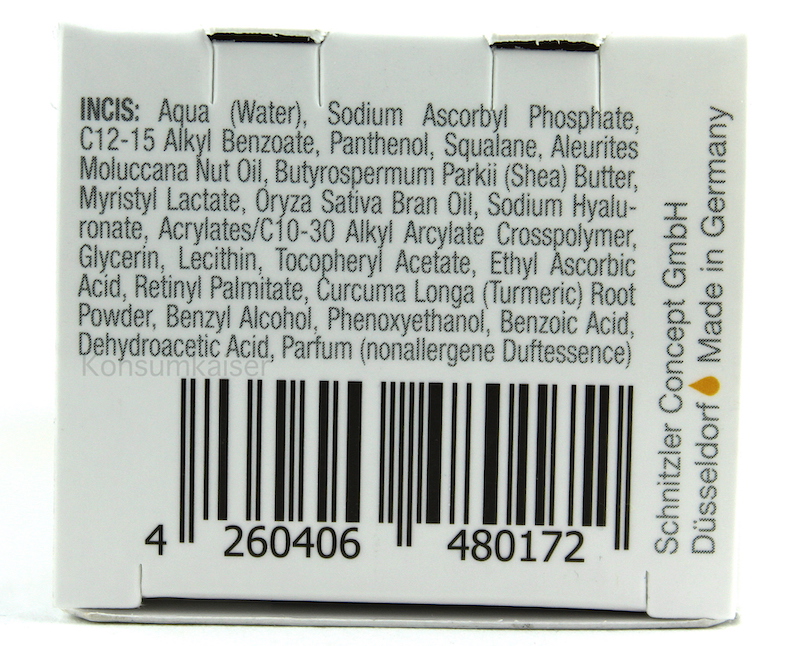 INCIS: Aqua (Water), Sodium Ascorbyl Phosphate,
C12-15 Alkyl Benzoate, Panthenol, Squalane, Aleurites
Moluccana Nut Oil, Butyrospermum Parkii (Shea) Butter,
Myristyl Lactate, Oryza Sativa Bran Oil, Sodium Hyalu-
ronate, Acrylates/C10-30 Alkyl Arcylate Crosspolymer,
Glycerin, Lecithin, Tocopheryl Acetate, Ethyl Ascorbic
Acid, Retinyl Palmitate, Curcuma Longa (Turmeric) Root
Powder, Benzyl Alcohol, Phenoxyethanol, Benzoic Acid,
Dehydroacetic Acid, Parfum (nonallergene Duftessence)
Konsumkaiser
4 260406 480172
Schnitzler Concept GmbH
Düsseldorf Made in Germany